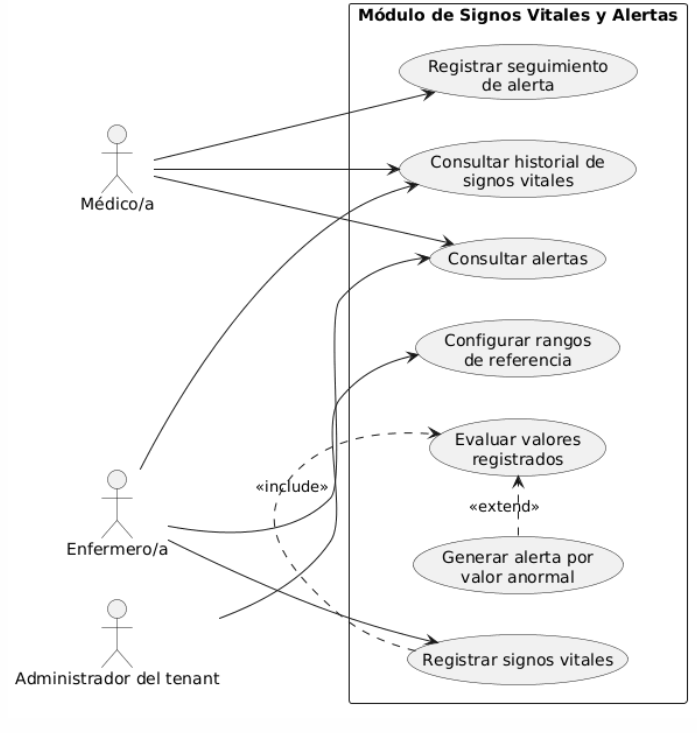 Módulo de Signos Vitales y Alertas
Registrar seguimiento
de alerta
Consultar historial de
signos vitales
Médico/a
Consultar alertas
Configurar rangos
de referencia
Evaluar valores
registrados
«include»
«extend»
Enfermero/a
Generar alerta por
valor anormal
Registrar signos vitales
Administrador del tenant